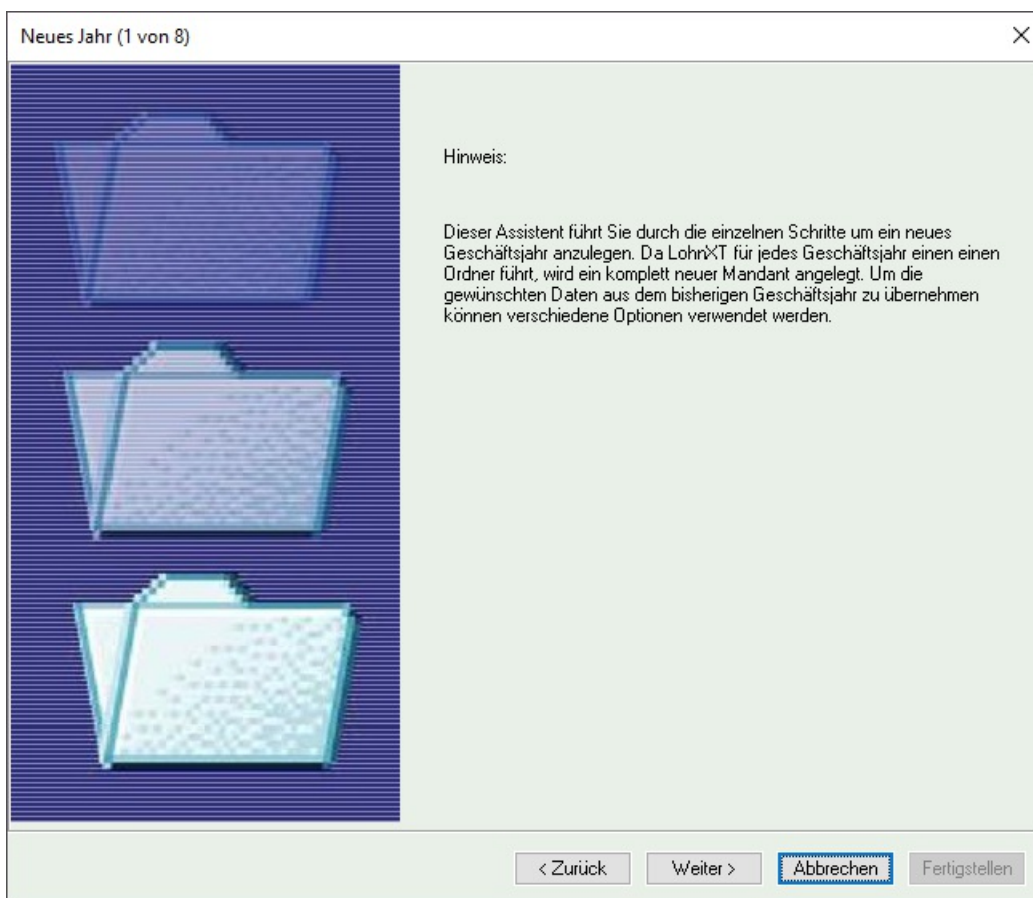 Neues Jahr (1 von 8)
Hinweis:
Dieser Assistent führt Sie durch die einzelnen Schritte um ein neues
Geschäftsjahr anzulegen. Da LohnXT für jedes Geschäftsjahr einen einen
Ordner führt, wird ein komplett neuer Mandant angelegt. Um die
gewünschten Daten aus dem bisherigen Geschäftsjahr zu übernehmen
können verschiedene Optionen verwendet werden.
< Zurück Weiter > Abbrechen Fertigstellen